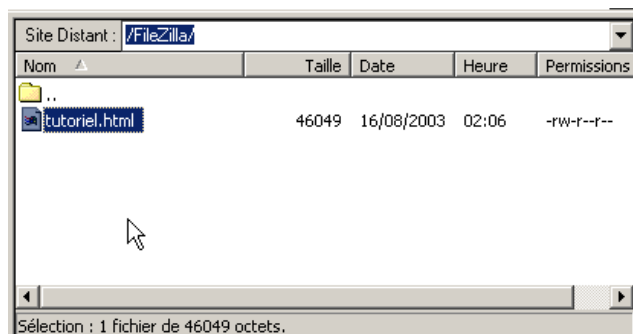 Site Distant : /FileZilla/
Nom Taille Date Heure Permissions
..
tutoriel.html 46049 16/08/2003 02:06 -rw-r--r--
Sélection : 1 fichier de 46049 octets.